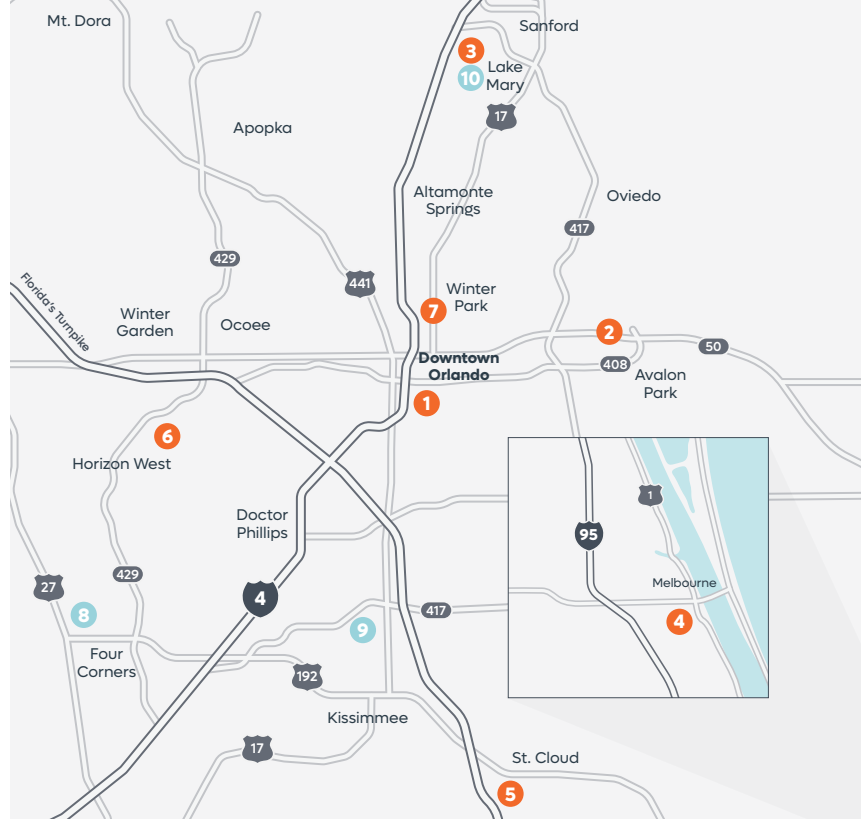 Mt. Dora
Sanford
3
10
Lake
Mary
17
Apopka
Altamonte
Springs
Oviedo
417
429
441
Florida's Turnpike
Winter
Park
7
Winter
Garden
Ocoee
2
50
Downtown
Orlando
408
Avalon
Park
1
6
Horizon West
1
Doctor
Phillips
95
429
Melbourne
27
4
8
417
4
9
Four
Corners
192
Kissimmee
17
St. Cloud
5